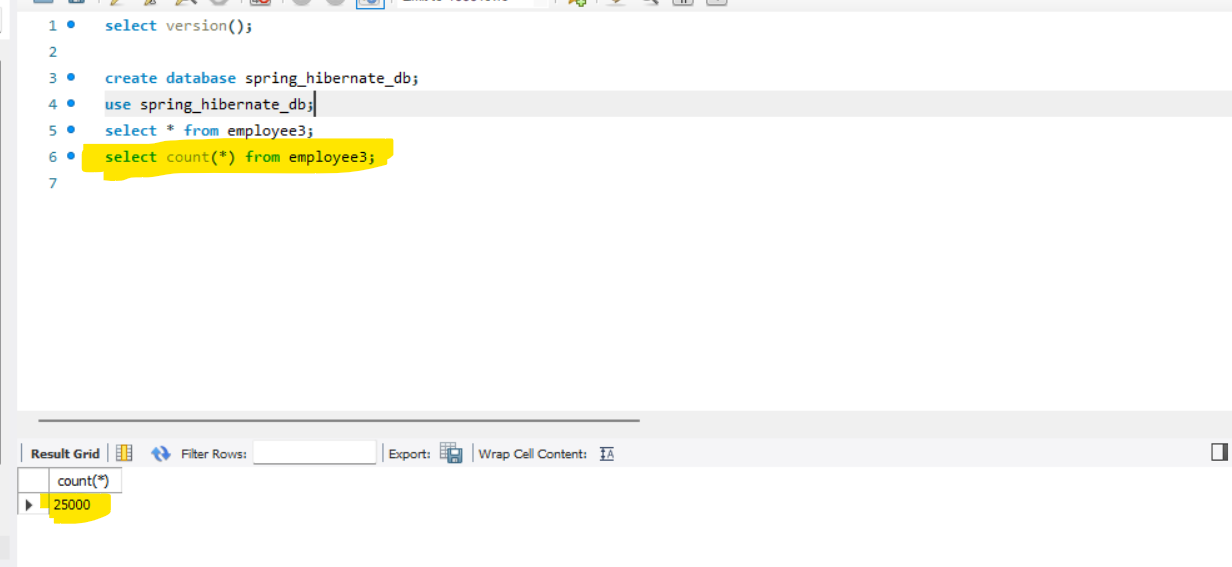 1 select version();
2
3 create database spring_hibernate_db;
4 use spring_hibernate_db;
5 select * from employee3;
6 select count(*) from employee3;
7
Result Grid Filter Rows: Export: Wrap Cell Content: IA
count(*)
25000